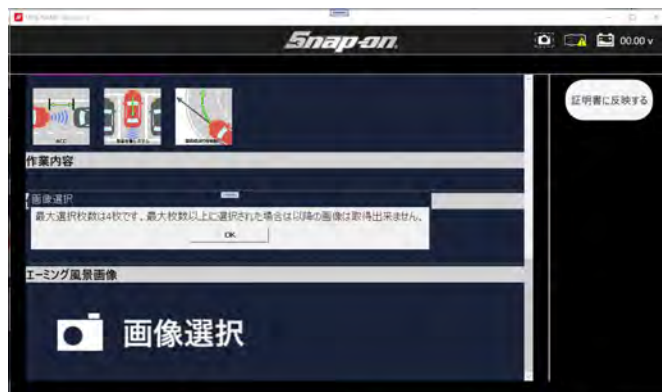 Snap-on
00.00 v
証明書に反映する
ACC
作業内容
画像選択
最大選択枚数は4枚です、最大枚数以上に選択された場合は以降の画像は取得出来ません。
OK
エーミング風景画像
画像選択